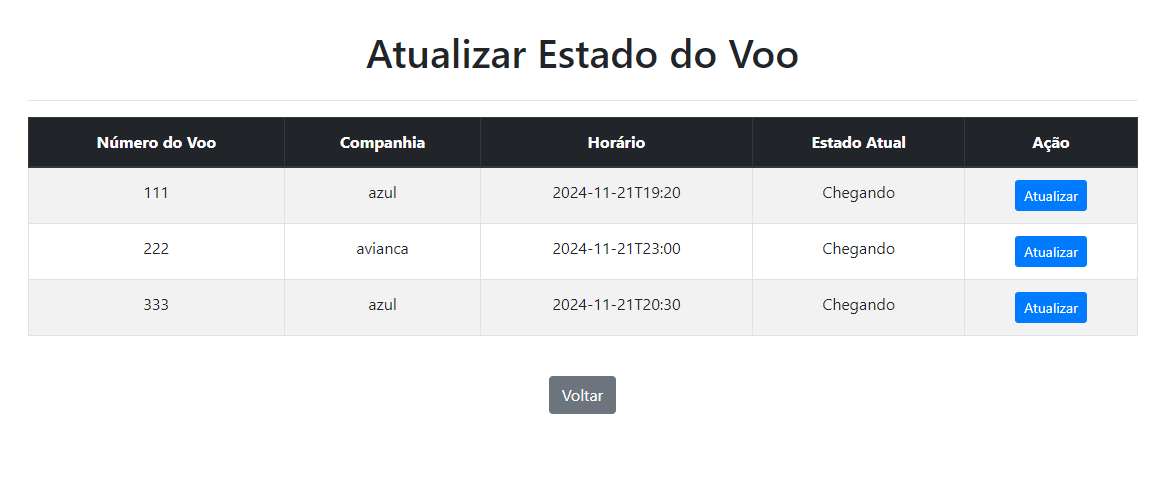 Atualizar Estado do Voo
Número do Voo Companhia Horário Estado Atual Ação
111 azul 2024-11-21T19:20 Chegando Atualizar
222 avianca 2024-11-21T23:00 Chegando Atualizar
333 azul 2024-11-21T20:30 Chegando Atualizar
Voltar